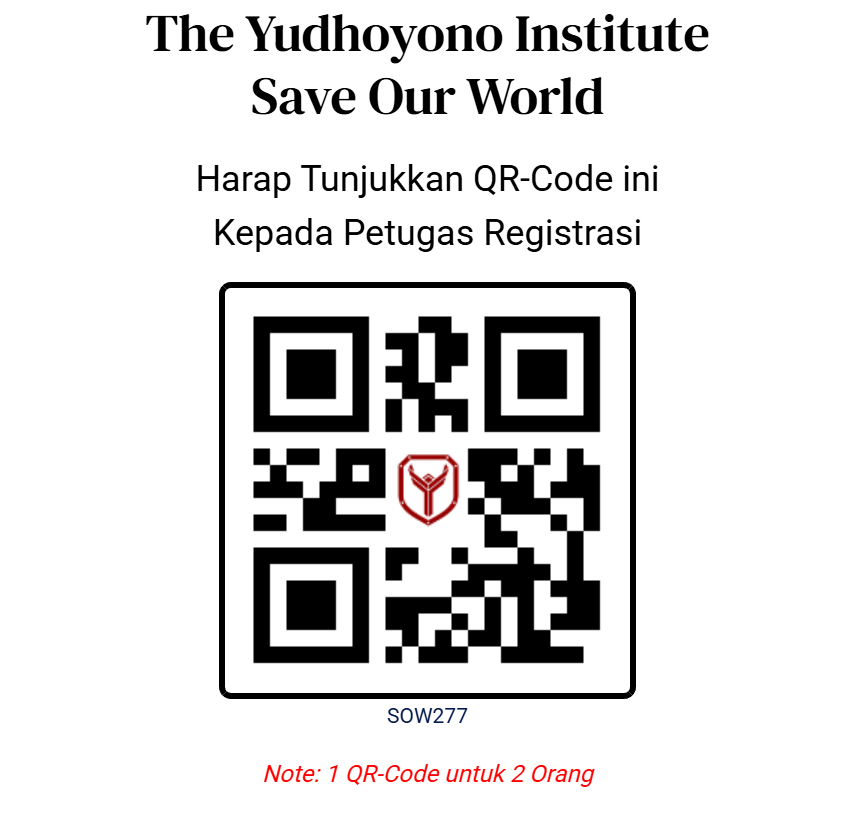 The Yudhoyono Institute
Save Our World
Harap Tunjukkan QR-Code ini
Kepada Petugas Registrasi
SOW277
Note: 1 QR-Code untuk 2 Orang